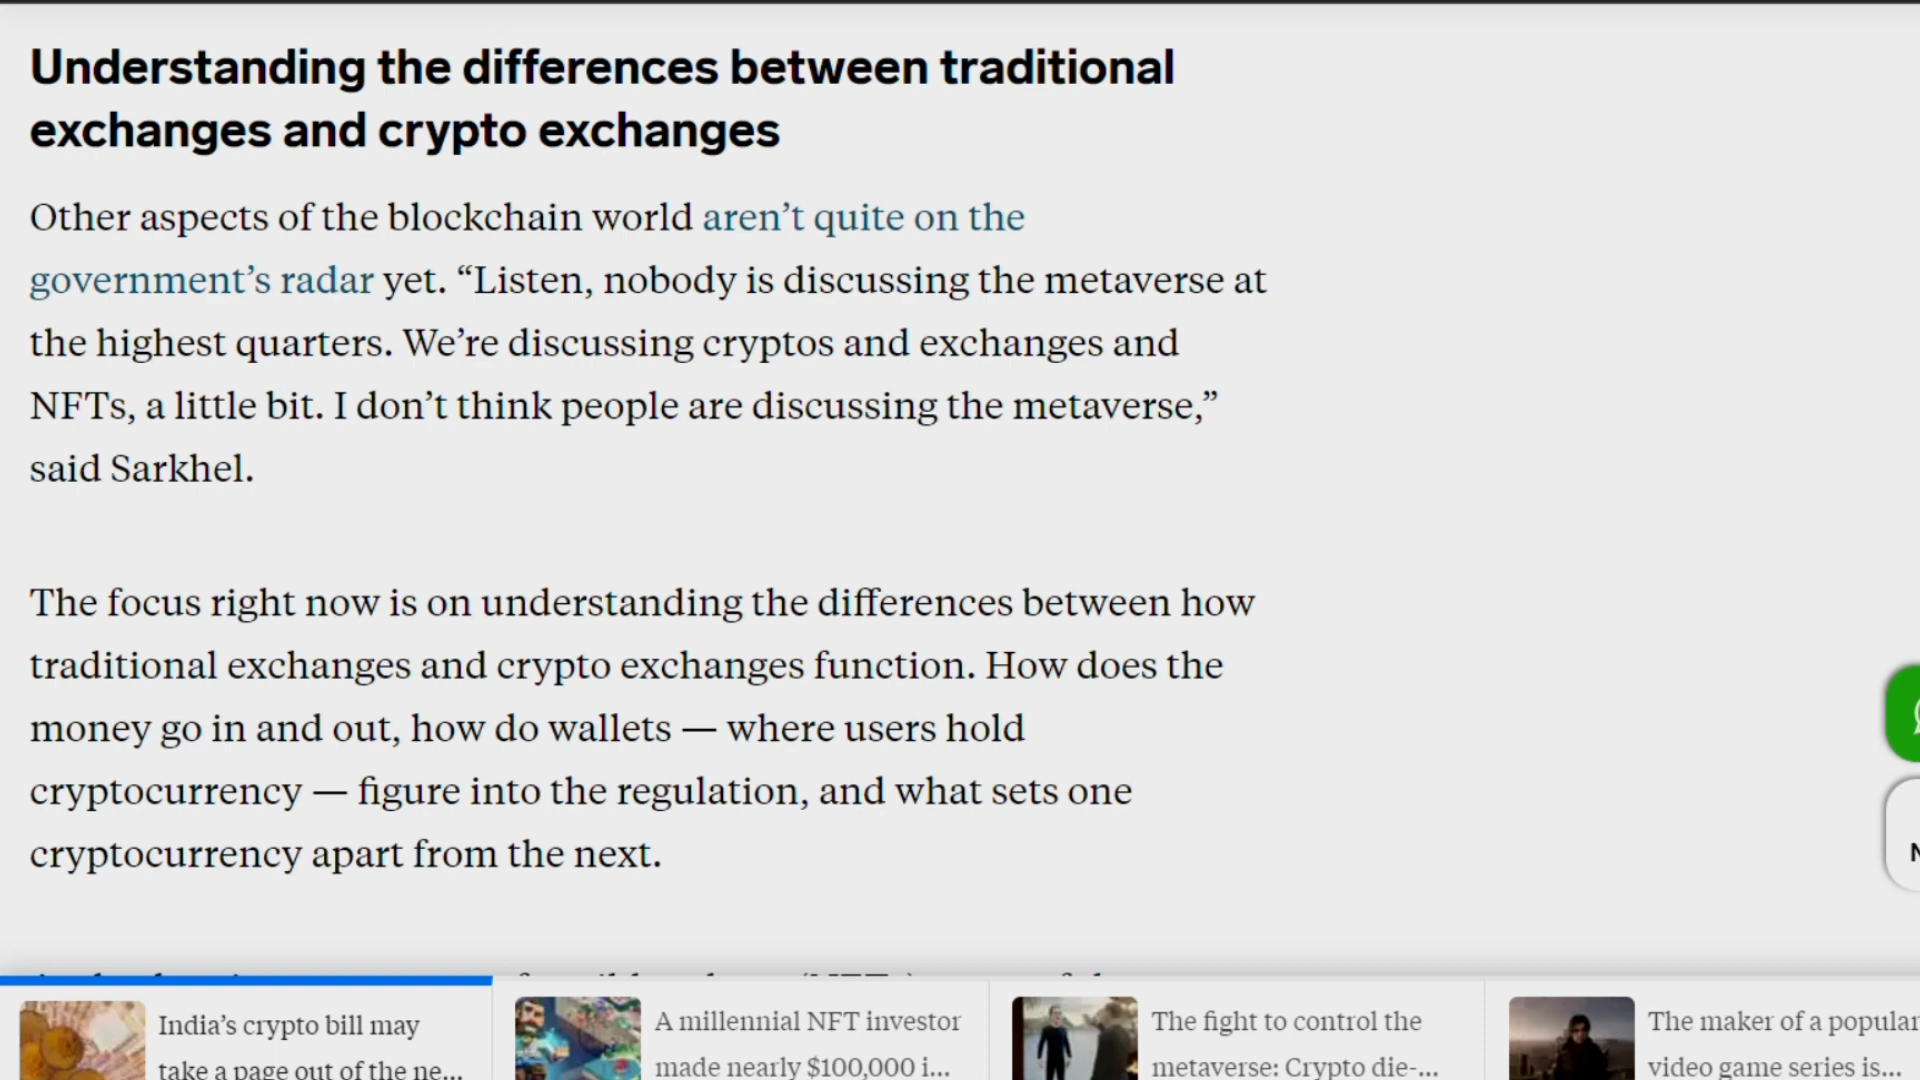 Understanding the differences between traditional
exchanges and crypto exchanges
Other aspects of the blockchain world aren’t quite on the
government’s radar yet. “Listen, nobody is discussing the metaverse at
the highest quarters. We’re discussing cryptos and exchanges and
NFTs, a little bit. I don’t think people are discussing the metaverse,”
said Sarkhel.
The focus right now is on understanding the differences between how
traditional exchanges and crypto exchanges function. How does the
money go in and out, how do wallets — where users hold
cryptocurrency — figure into the regulation, and what sets one
cryptocurrency apart from the next.
India’s crypto bill may
take a page out of the ne...
A millennial NFT investor
made nearly $100,000 i...
The fight to control the
metaverse: Crypto die-...
The maker of a popular
video game series is...